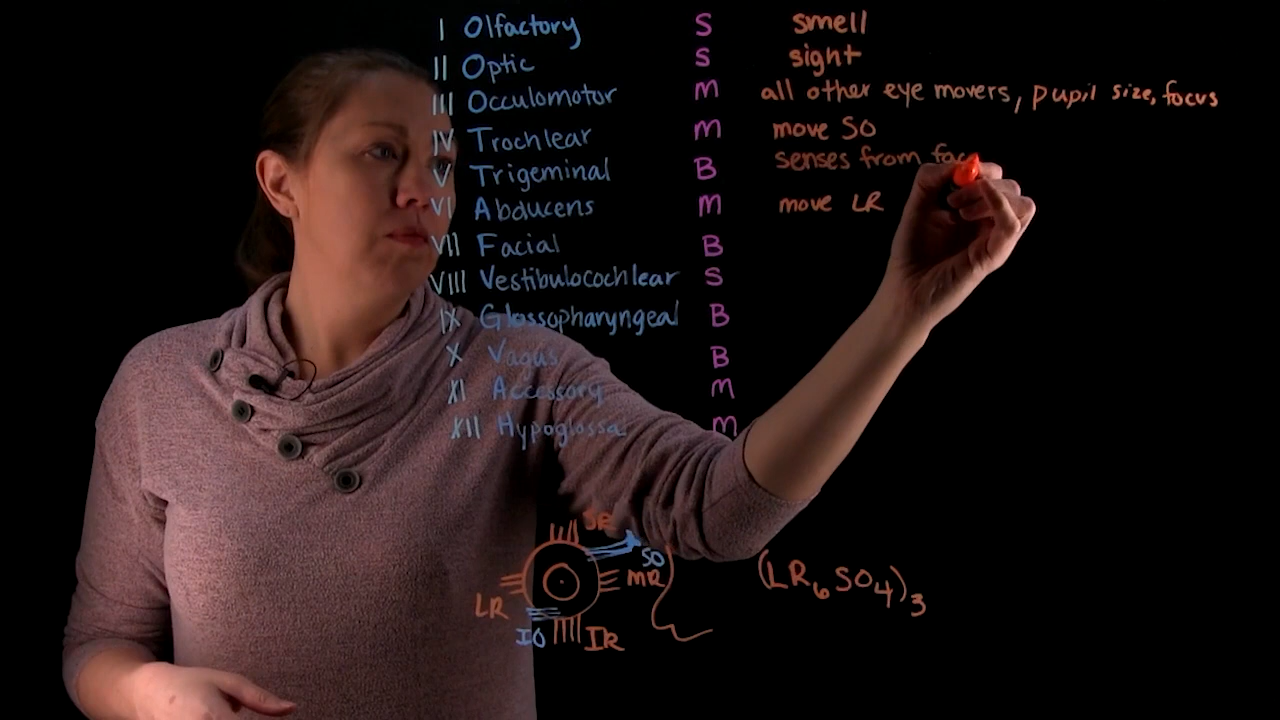 I Olfactory S smell
II Optic S sight
III Occulomotor M all other eye movers, pupil size, focus
IV Trochlear M move SO
V Trigeminal B senses from fac
VI Abducens M move LR
VII Facial B
VIII Vestibulocochlear S
IX Glossopharyngeal B
X Vagus B
XI Accessory M
XII Hypoglossal M
SR
SO
LR MR
IO IR
(LR6SO4)3